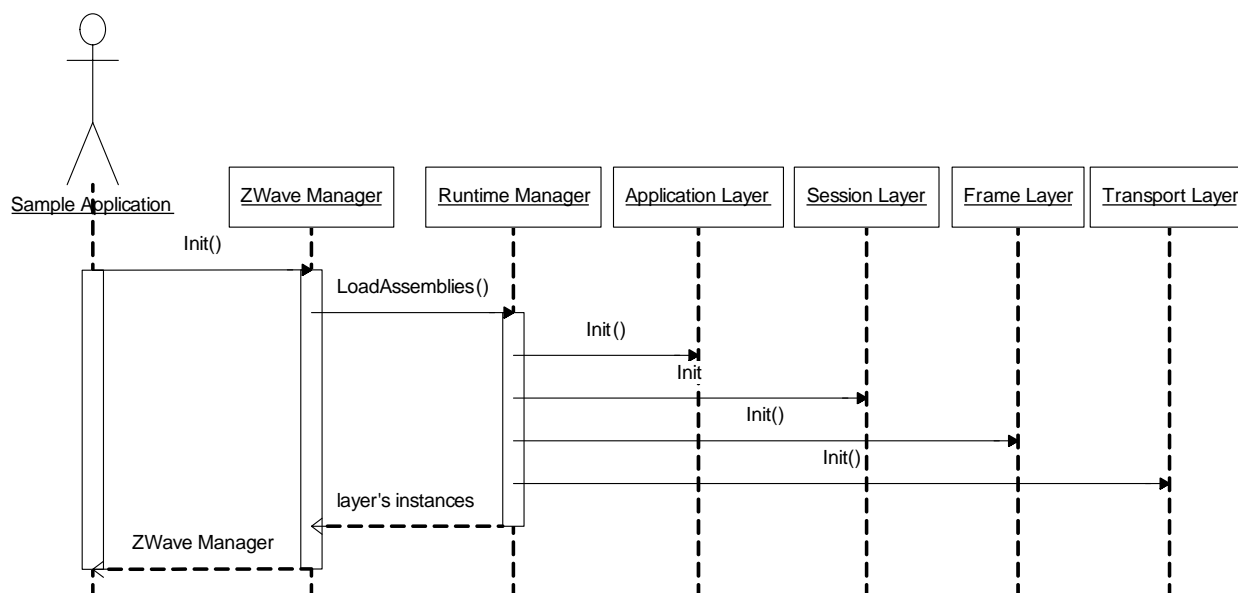 Sample Application
ZWave Manager
Runtime Manager
Application Layer
Session Layer
Frame Layer
Transport Layer
Init()
LoadAssemblies()
Init()
Init
Init()
Init()
layer's instances
ZWave Manager